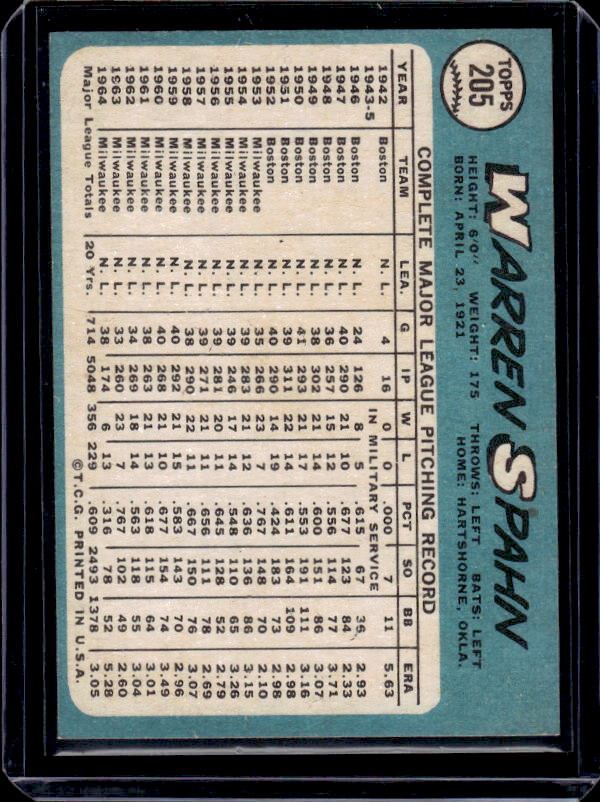 TOPPS
205
WARREN SPAHN
HEIGHT: 6'0" WEIGHT: 175 THROWS: LEFT BATS: LEFT
BORN: APRIL 23, 1921 HOME: HARTSHORNE, OKLA.
COMPLETE MAJOR LEAGUE PITCHING RECORD
YEAR TEAM LEA. G IP W L PCT SO BB ERA
1942 Boston N. L. 4 16 0 0 .000 7 11 5.63
1943-5 IN MILITARY SERVICE
1946 Boston N. L. 24 126 8 5 .615 67 36 2.93
1947 Boston N. L. 40 290 21 10 .677 123 84 2.33
1948 Boston N. L. 36 257 15 12 .556 114 77 3.71
1949 Boston N. L. 38 302 21 14 .600 151 86 3.07
1950 Boston N. L. 41 293 21 17 .553 191 111 3.16
1951 Boston N. L. 39 311 22 14 .611 164 109 2.98
1952 Boston N. L. 40 290 14 19 .424 183 73 2.98
1953 Milwaukee N. L. 35 266 23 7 .767 148 70 2.10
1954 Milwaukee N. L. 39 283 21 12 .636 136 86 3.15
1955 Milwaukee N. L. 39 246 17 14 .548 110 65 3.26
1956 Milwaukee N. L. 39 281 20 11 .645 128 52 2.79
1957 Milwaukee N. L. 39 271 21 11 .656 111 78 2.69
1958 Milwaukee N. L. 38 290 22 11 .667 150 76 3.07
1959 Milwaukee N. L. 40 292 21 15 .583 143 70 2.96
1960 Milwaukee N. L. 40 268 21 10 .677 154 74 3.49
1961 Milwaukee N. L. 38 263 21 13 .618 115 64 3.01
1962 Milwaukee N. L. 34 269 18 14 .563 118 55 3.04
1963 Milwaukee N. L. 33 260 23 7 .767 102 49 2.60
1964 Milwaukee N. L. 38 174 6 13 .316 78 52 5.28
Major League Totals 20 Yrs. 714 5048 356 229 .609 2493 1378 3.05
© T.C.G. PRINTED IN U.S.A.